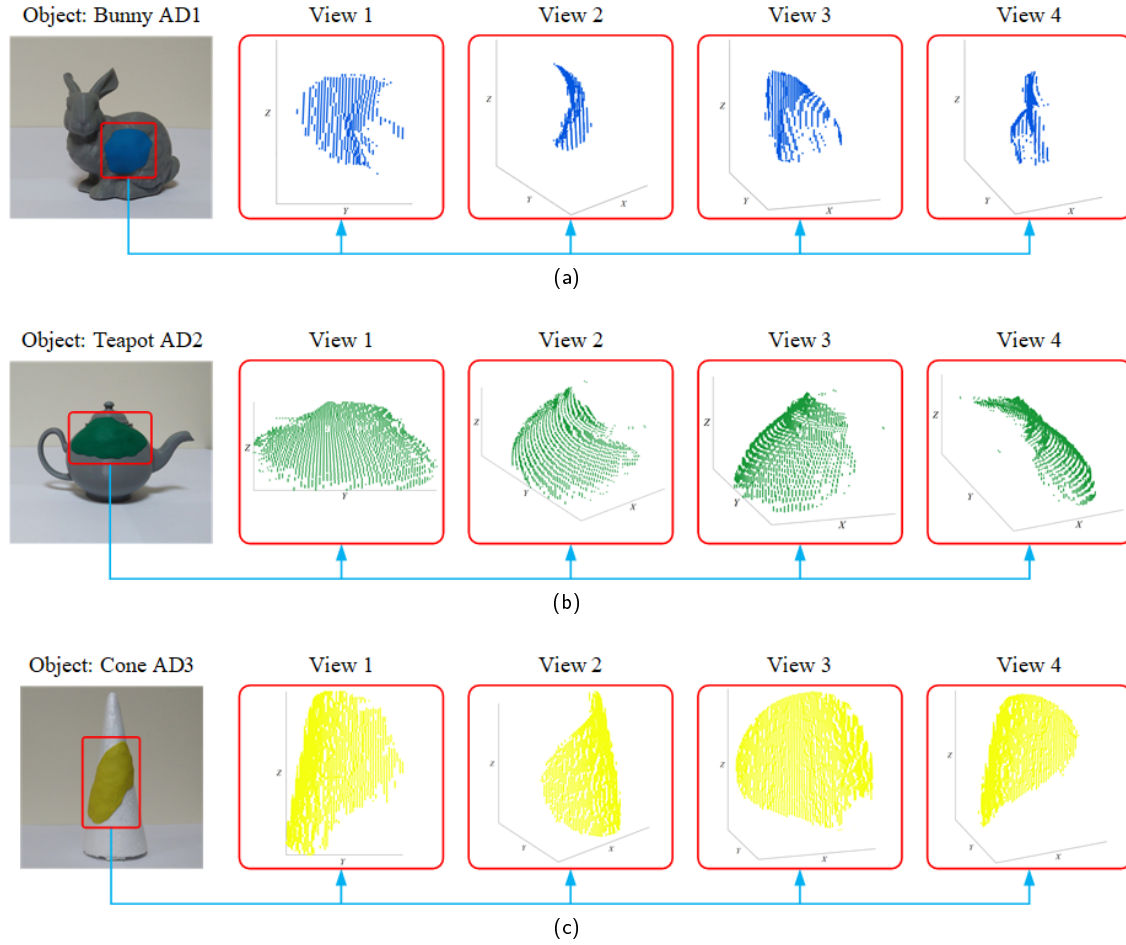 Object: Bunny AD1 View 1 View 2 View 3 View 4
Z Y
Z Y X
Z Y X
Z Y X
(a)
Object: Teapot AD2 View 1 View 2 View 3 View 4
Z Y
Z Y X
Z Y X
Z Y X
(b)
Object: Cone AD3 View 1 View 2 View 3 View 4
Z Y
Z Y X
Z Y X
Z Y X
(c)